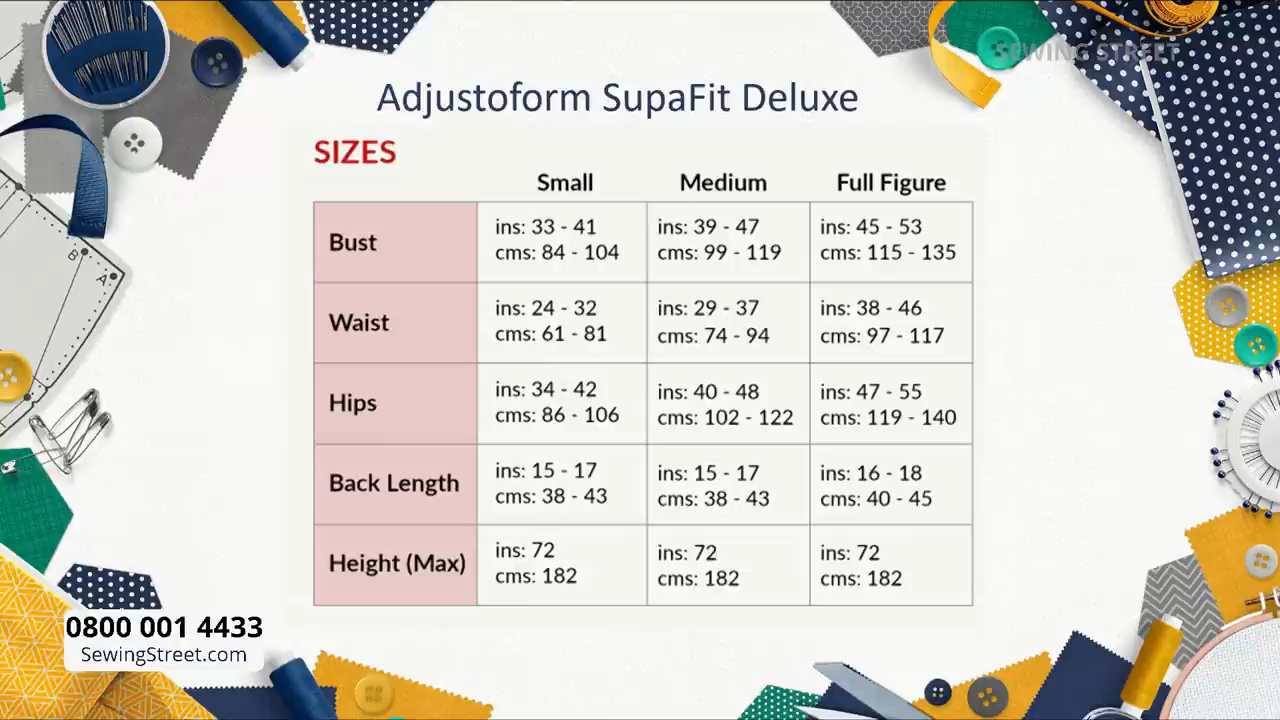 SEWING STREET
Adjustoform SupaFit Deluxe
SIZES
Small Medium Full Figure
Bust
ins: 33 - 41
cms: 84 - 104
ins: 39 - 47
cms: 99 - 119
ins: 45 - 53
cms: 115 - 135
Waist
ins: 24 - 32
cms: 61 - 81
ins: 29 - 37
cms: 74 - 94
ins: 38 - 46
cms: 97 - 117
Hips
ins: 34 - 42
cms: 86 - 106
ins: 40 - 48
cms: 102 - 122
ins: 47 - 55
cms: 119 - 140
Back Length
ins: 15 - 17
cms: 38 - 43
ins: 15 - 17
cms: 38 - 43
ins: 16 - 18
cms: 40 - 45
Height (Max)
ins: 72
cms: 182
ins: 72
cms: 182
ins: 72
cms: 182
B
A
0800 001 4433
SewingStreet.com